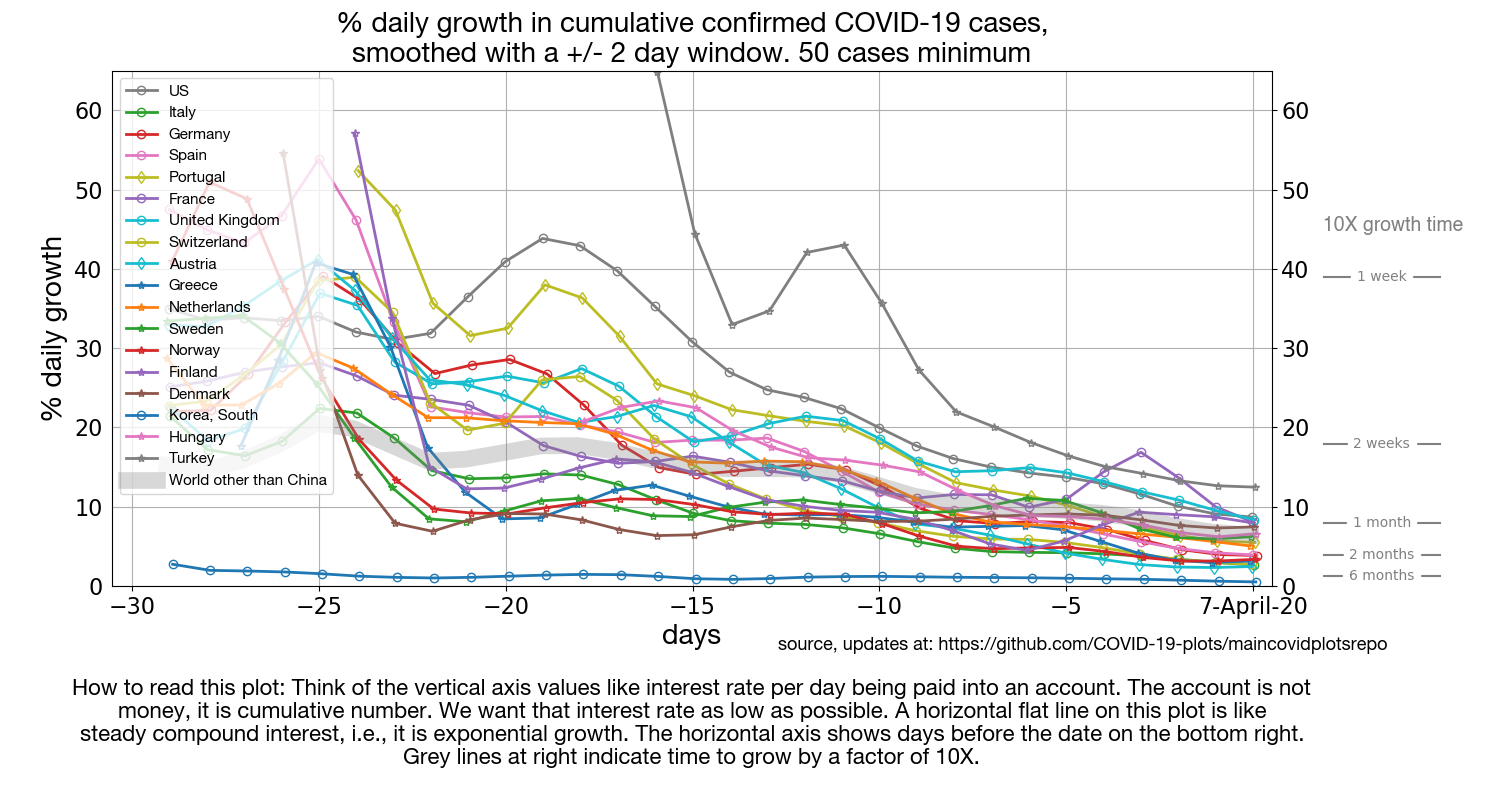 % daily growth in cumulative confirmed COVID-19 cases,
smoothed with a +/- 2 day window. 50 cases minimum
% daily growth
60
50
40
30
20
10
0
US
Italy
Germany
Spain
Portugal
France
United Kingdom
Switzerland
Austria
Greece
Netherlands
Sweden
Norway
Finland
Denmark
Korea, South
Hungary
Turkey
World other than China
60
50
40
30
20
10
0
10X growth time
1 week
2 weeks
1 month
2 months
6 months
−30 −25 −20 −15 −10 −5 7-April-20
days
source, updates at: https://github.com/COVID-19-plots/maincovidplotsrepo
How to read this plot: Think of the vertical axis values like interest rate per day being paid into an account. The account is not
money, it is cumulative number. We want that interest rate as low as possible. A horizontal flat line on this plot is like
steady compound interest, i.e., it is exponential growth. The horizontal axis shows days before the date on the bottom right.
Grey lines at right indicate time to grow by a factor of 10X.